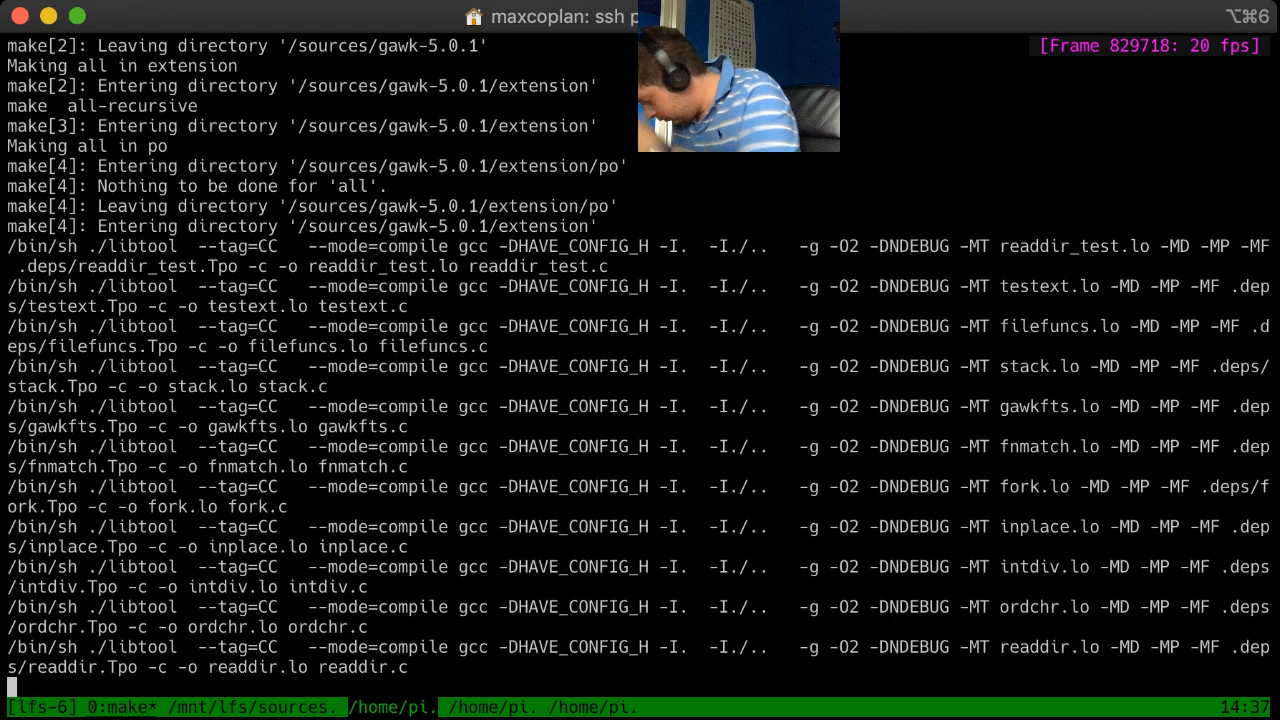 maxcoplan: ssh p
⌥⌘6
make[2]: Leaving directory '/sources/gawk-5.0.1'
[Frame 829718: 20 fps]
Making all in extension
make[2]: Entering directory '/sources/gawk-5.0.1/extension'
make  all-recursive
make[3]: Entering directory '/sources/gawk-5.0.1/extension'
Making all in po
make[4]: Entering directory '/sources/gawk-5.0.1/extension/po'
make[4]: Nothing to be done for 'all'.
make[4]: Leaving directory '/sources/gawk-5.0.1/extension/po'
make[4]: Entering directory '/sources/gawk-5.0.1/extension'
/bin/sh ./libtool  --tag=CC   --mode=compile gcc -DHAVE_CONFIG_H -I.  -I./..   -g -O2 -DNDEBUG -MT readdir_test.lo -MD -MP -MF
 .deps/readdir_test.Tpo -c -o readdir_test.lo readdir_test.c
/bin/sh ./libtool  --tag=CC   --mode=compile gcc -DHAVE_CONFIG_H -I.  -I./..   -g -O2 -DNDEBUG -MT testext.lo -MD -MP -MF .dep
s/testext.Tpo -c -o testext.lo testext.c
/bin/sh ./libtool  --tag=CC   --mode=compile gcc -DHAVE_CONFIG_H -I.  -I./..   -g -O2 -DNDEBUG -MT filefuncs.lo -MD -MP -MF .d
eps/filefuncs.Tpo -c -o filefuncs.lo filefuncs.c
/bin/sh ./libtool  --tag=CC   --mode=compile gcc -DHAVE_CONFIG_H -I.  -I./..   -g -O2 -DNDEBUG -MT stack.lo -MD -MP -MF .deps/
stack.Tpo -c -o stack.lo stack.c
/bin/sh ./libtool  --tag=CC   --mode=compile gcc -DHAVE_CONFIG_H -I.  -I./..   -g -O2 -DNDEBUG -MT gawkfts.lo -MD -MP -MF .dep
s/gawkfts.Tpo -c -o gawkfts.lo gawkfts.c
/bin/sh ./libtool  --tag=CC   --mode=compile gcc -DHAVE_CONFIG_H -I.  -I./..   -g -O2 -DNDEBUG -MT fnmatch.lo -MD -MP -MF .dep
s/fnmatch.Tpo -c -o fnmatch.lo fnmatch.c
/bin/sh ./libtool  --tag=CC   --mode=compile gcc -DHAVE_CONFIG_H -I.  -I./..   -g -O2 -DNDEBUG -MT fork.lo -MD -MP -MF .deps/f
ork.Tpo -c -o fork.lo fork.c
/bin/sh ./libtool  --tag=CC   --mode=compile gcc -DHAVE_CONFIG_H -I.  -I./..   -g -O2 -DNDEBUG -MT inplace.lo -MD -MP -MF .dep
s/inplace.Tpo -c -o inplace.lo inplace.c
/bin/sh ./libtool  --tag=CC   --mode=compile gcc -DHAVE_CONFIG_H -I.  -I./..   -g -O2 -DNDEBUG -MT intdiv.lo -MD -MP -MF .deps
/intdiv.Tpo -c -o intdiv.lo intdiv.c
/bin/sh ./libtool  --tag=CC   --mode=compile gcc -DHAVE_CONFIG_H -I.  -I./..   -g -O2 -DNDEBUG -MT ordchr.lo -MD -MP -MF .deps
/ordchr.Tpo -c -o ordchr.lo ordchr.c
/bin/sh ./libtool  --tag=CC   --mode=compile gcc -DHAVE_CONFIG_H -I.  -I./..   -g -O2 -DNDEBUG -MT readdir.lo -MD -MP -MF .dep
s/readdir.Tpo -c -o readdir.lo readdir.c
[lfs-6] 0:make* /mnt/lfs/sources. /home/pi. /home/pi. /home/pi. 14:37